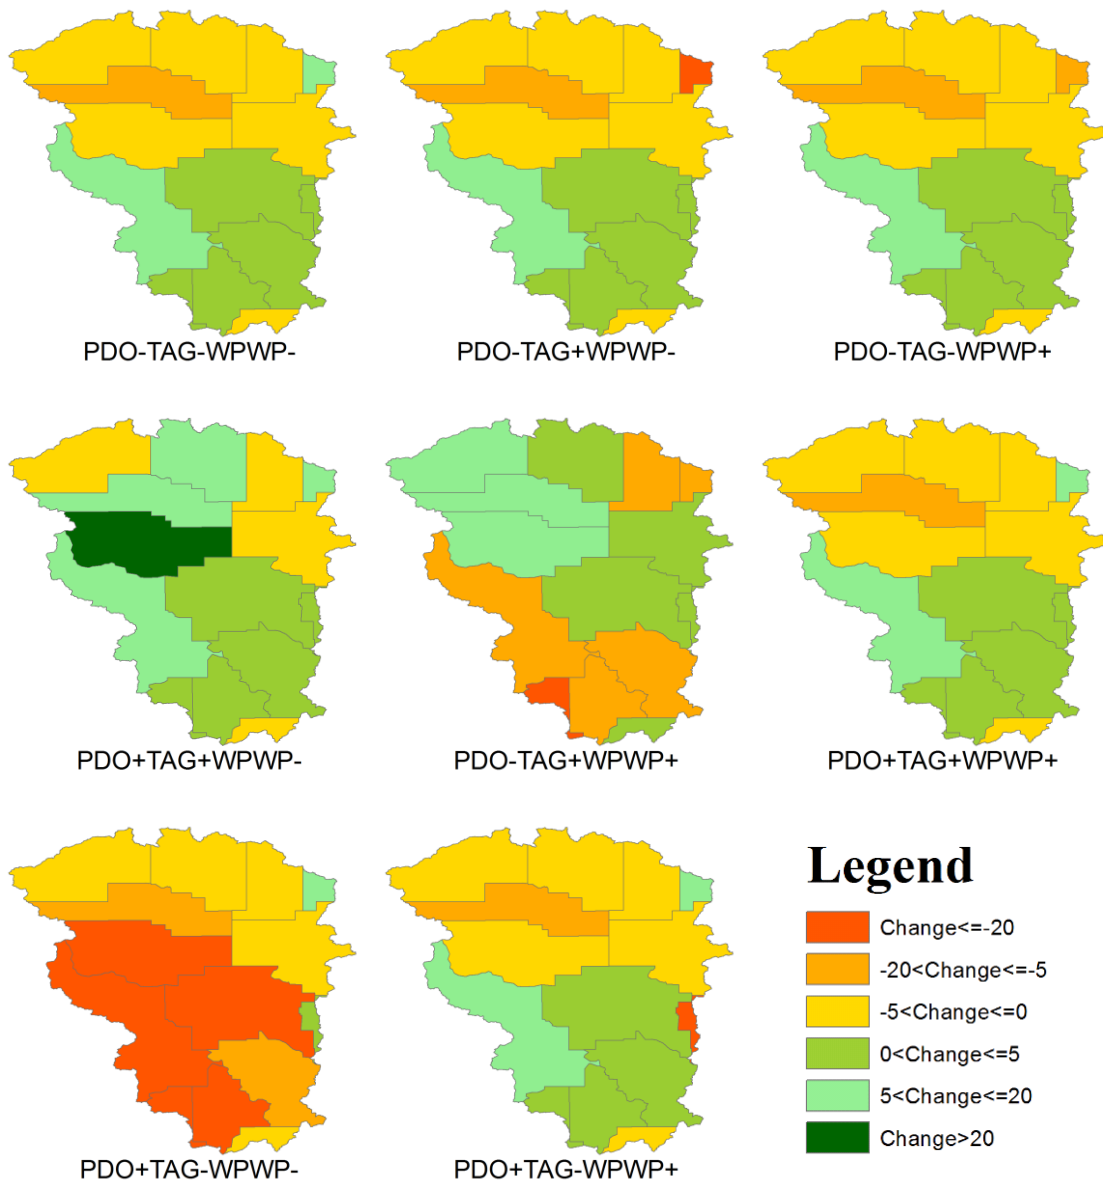 PDO-TAG-WPWP-
PDO-TAG+WPWP-
PDO-TAG-WPWP+
PDO+TAG+WPWP-
PDO-TAG+WPWP+
PDO+TAG+WPWP+
PDO+TAG-WPWP-
PDO+TAG-WPWP+
Legend
Change<=-20
-20<Change<=-5
-5<Change<=0
0<Change<=5
5<Change<=20
Change>20